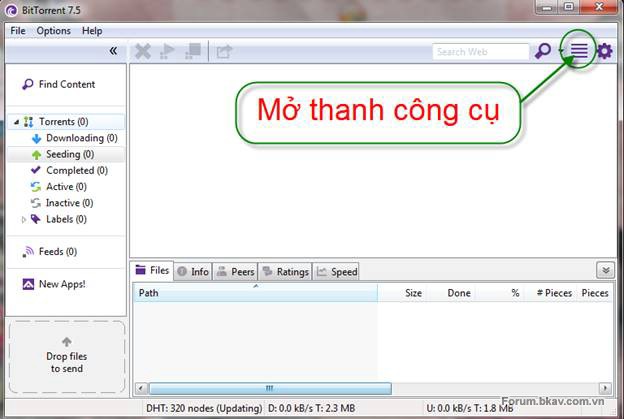 BitTorrent 7.5
File Options Help
«
Search Web
Find Content
Mở thanh công cụ
Torrents (0)
Downloading (0)
Seeding (0)
Completed (0)
Active (0)
Inactive (0)
Labels (0)
Feeds (0)
New Apps!
Drop files
to send
Files Info Peers Ratings Speed
Path Size Done % # Pieces Pieces
DHT: 320 nodes (Updating) D: 0.0 kB/s T: 2.3 MB U: 0.0 kB/s T: 1.8 MB
Forum.bkav.com.vn